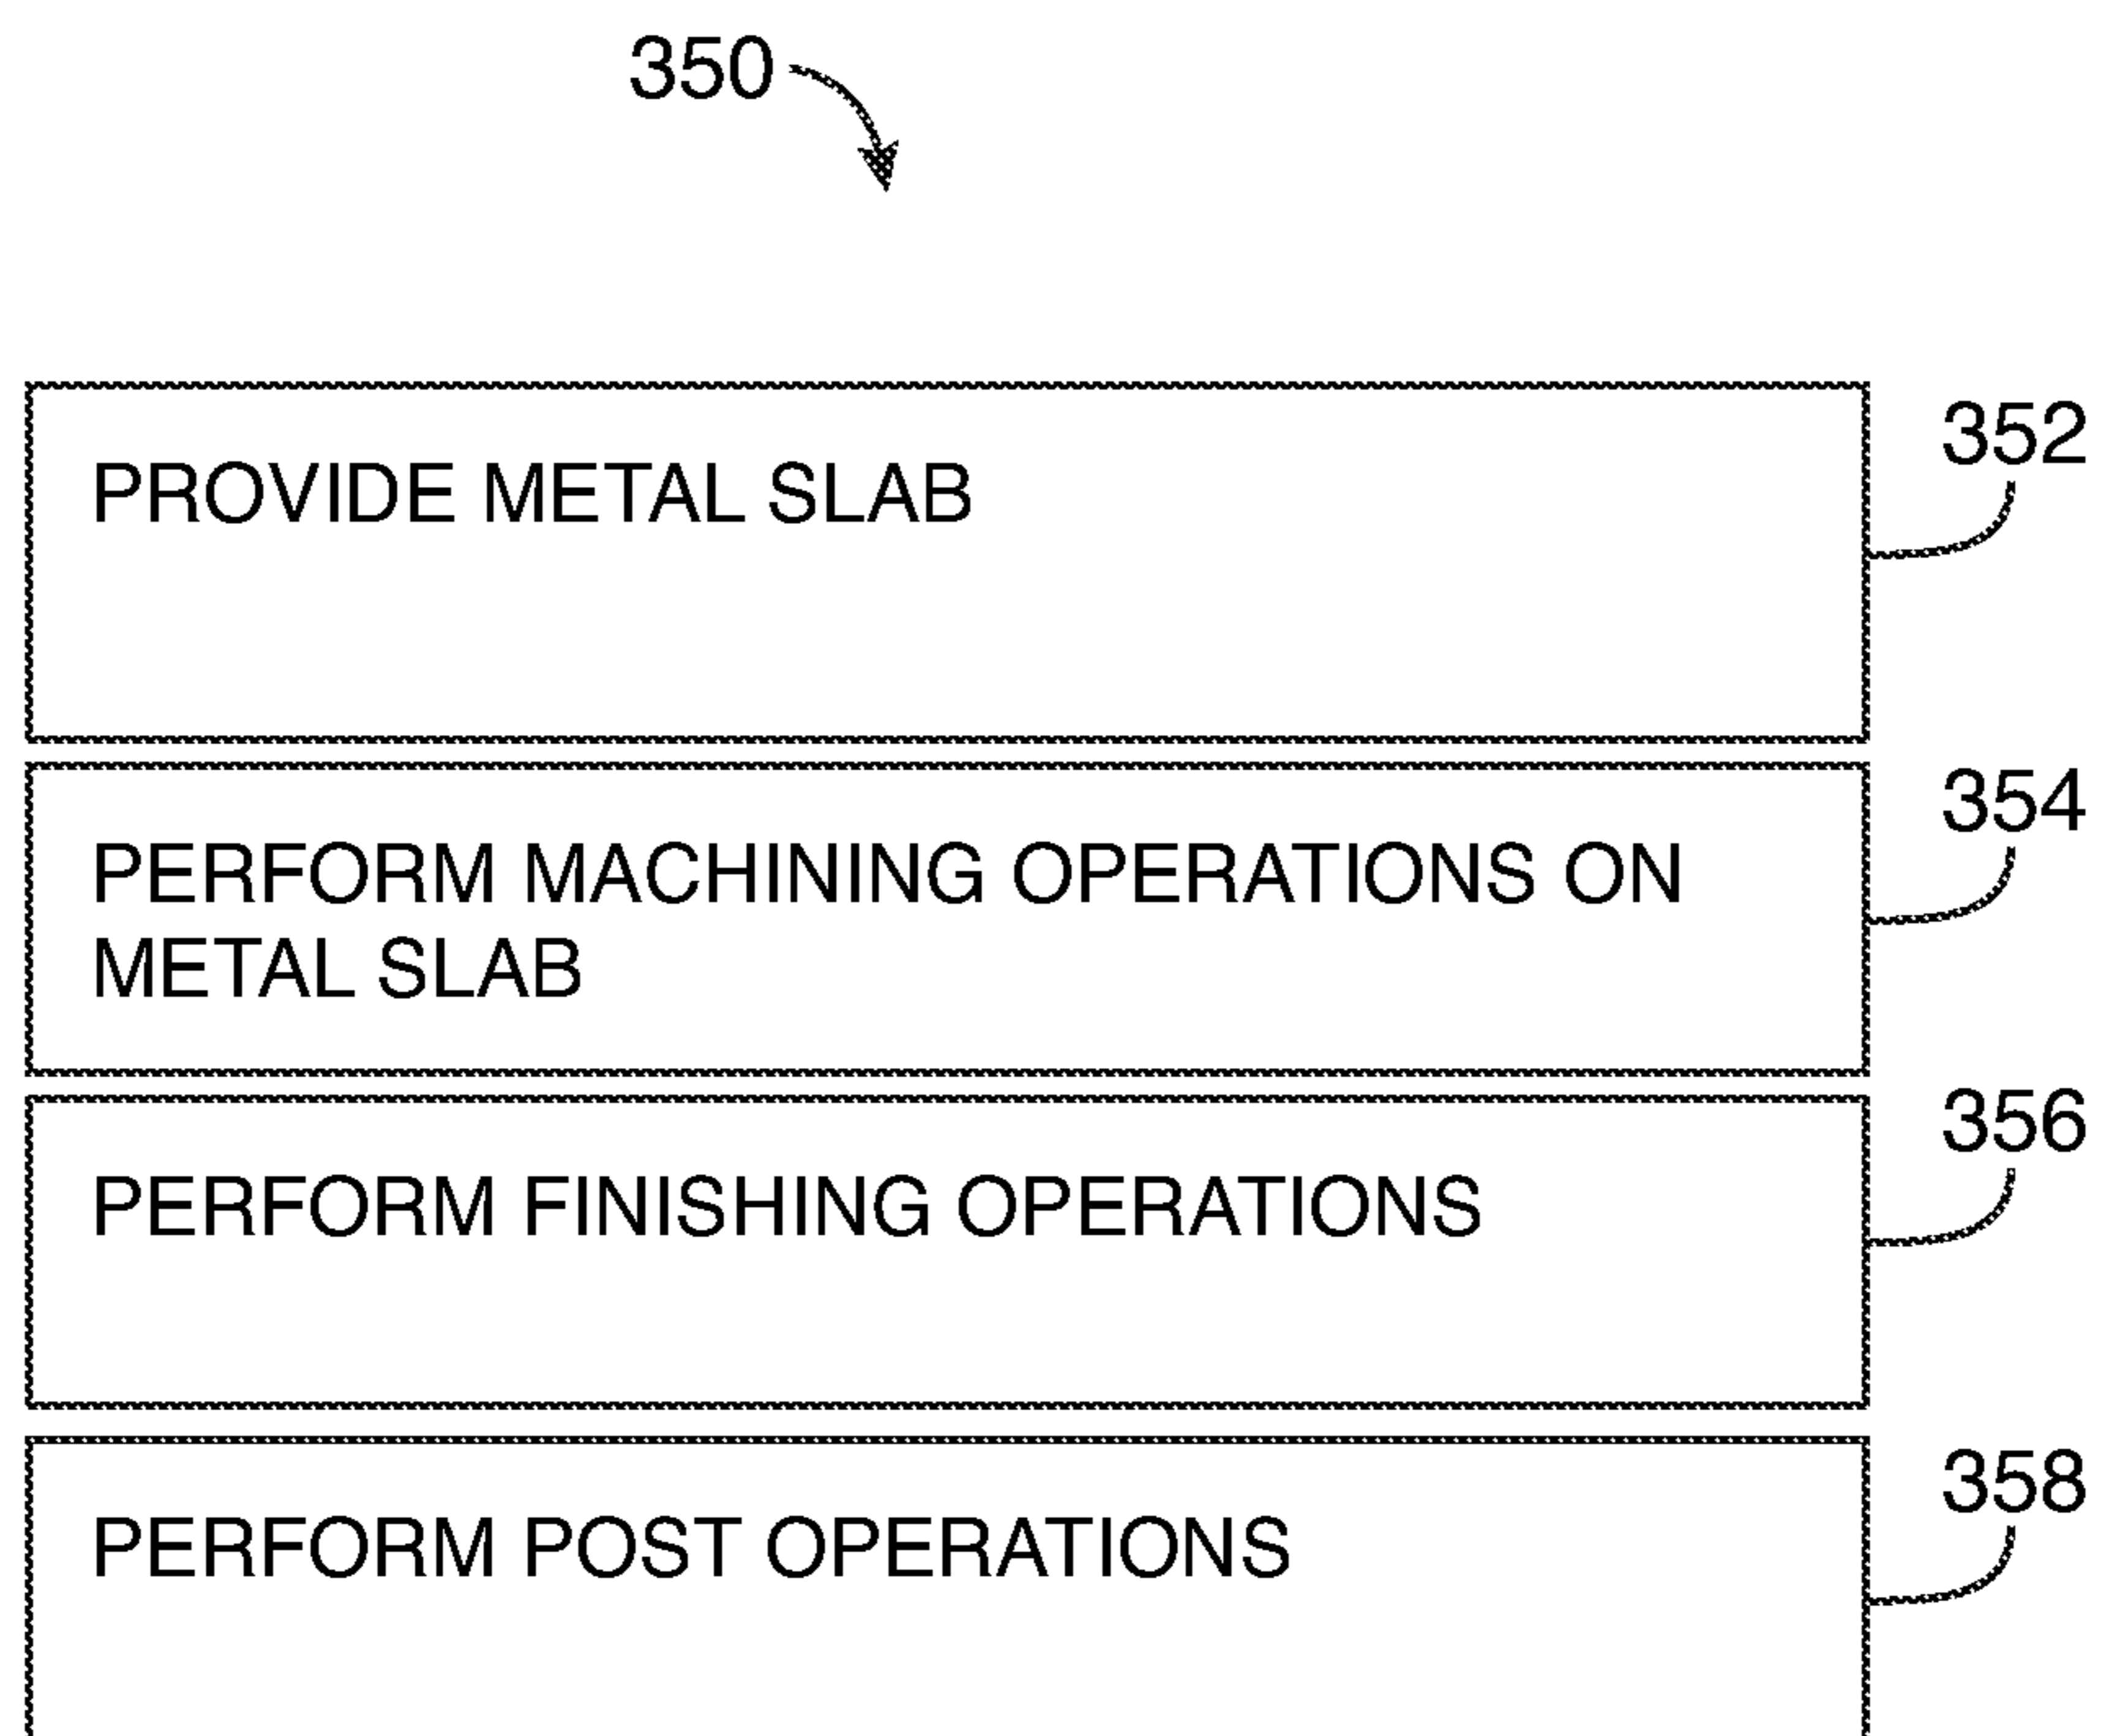 350
PROVIDE METAL SLAB
352
PERFORM MACHINING OPERATIONS ON
METAL SLAB
354
PERFORM FINISHING OPERATIONS
356
PERFORM POST OPERATIONS
358